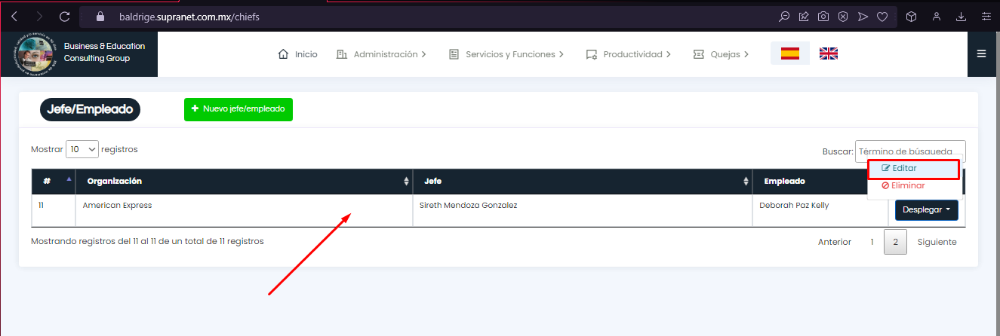 baldrige.supranet.com.mx/chiefs
Business & Education
Consulting Group
Inicio
Administración
Servicios y Funciones
Productividad
Quejas
Jefe/Empleado
Nuevo jefe/empleado
Mostrar 10 registros
Buscar: Término de búsqueda
Editar
Eliminar
# Organización Jefe Empleado
11 American Express Sireth Mendoza Gonzalez Deborah Paz Kelly Desplegar
Mostrando registros del 11 al 11 de un total de 11 registros
Anterior 1 2 Siguiente